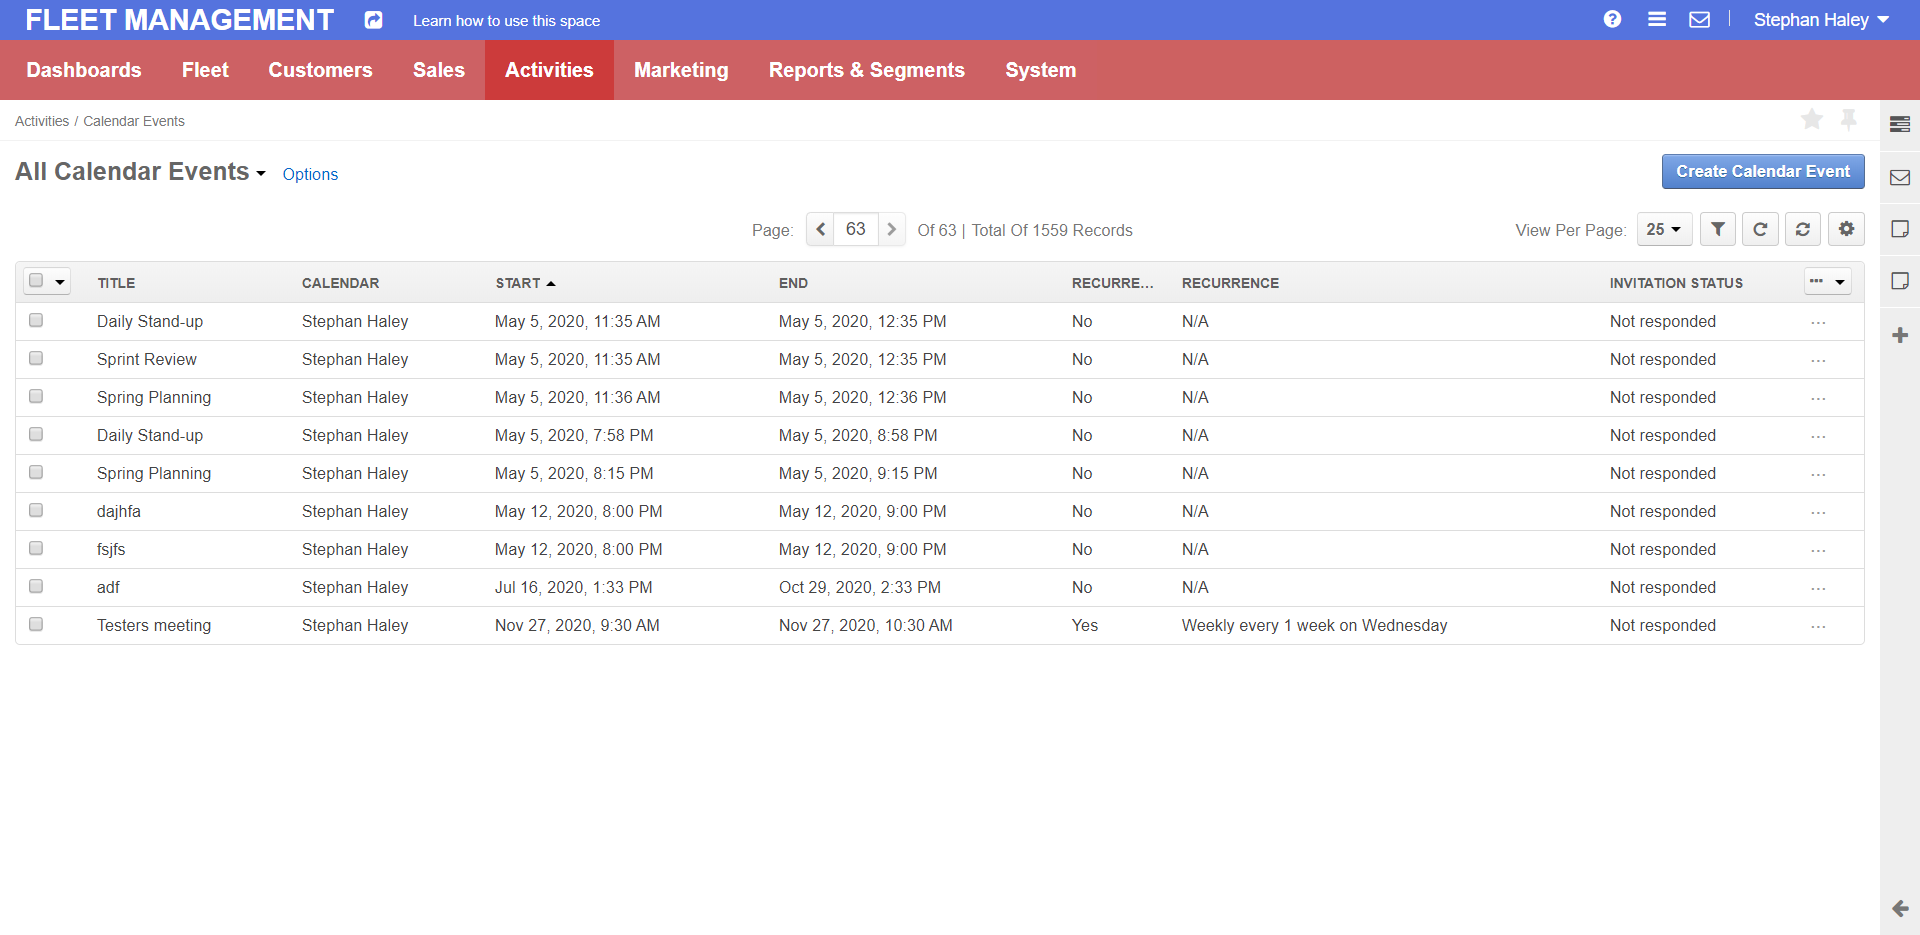 FLEET MANAGEMENT Learn how to use this space Stephan Haley
Dashboards Fleet Customers Sales Activities Marketing Reports & Segments System
Activities / Calendar Events
All Calendar Events Options Create Calendar Event
Page: 63 Of 63 | Total Of 1559 Records View Per Page: 25
TITLE CALENDAR START END RECURRE... RECURRENCE INVITATION STATUS
Daily Stand-up Stephan Haley May 5, 2020, 11:35 AM May 5, 2020, 12:35 PM No N/A Not responded
Sprint Review Stephan Haley May 5, 2020, 11:35 AM May 5, 2020, 12:35 PM No N/A Not responded
Spring Planning Stephan Haley May 5, 2020, 11:36 AM May 5, 2020, 12:36 PM No N/A Not responded
Daily Stand-up Stephan Haley May 5, 2020, 7:58 PM May 5, 2020, 8:58 PM No N/A Not responded
Spring Planning Stephan Haley May 5, 2020, 8:15 PM May 5, 2020, 9:15 PM No N/A Not responded
dajhfa Stephan Haley May 12, 2020, 8:00 PM May 12, 2020, 9:00 PM No N/A Not responded
fsjfs Stephan Haley May 12, 2020, 8:00 PM May 12, 2020, 9:00 PM No N/A Not responded
adf Stephan Haley Jul 16, 2020, 1:33 PM Oct 29, 2020, 2:33 PM No N/A Not responded
Testers meeting Stephan Haley Nov 27, 2020, 9:30 AM Nov 27, 2020, 10:30 AM Yes Weekly every 1 week on Wednesday Not responded